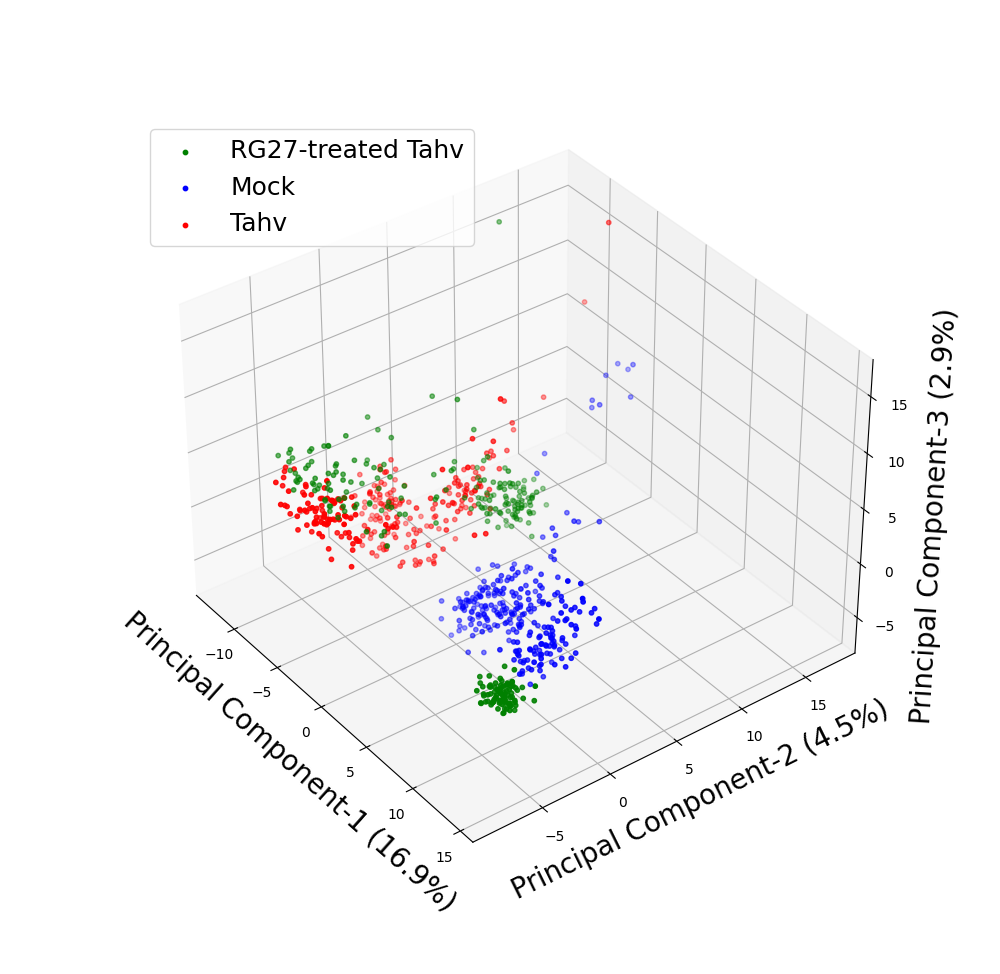 RG27-treated Tahv
Mock
Tahv
Principal Component-1 (16.9%)
−10
−5
0
5
10
15
Principal Component-2 (4.5%)
−5
0
5
10
15
Principal Component-3 (2.9%)
15
10
5
0
−5